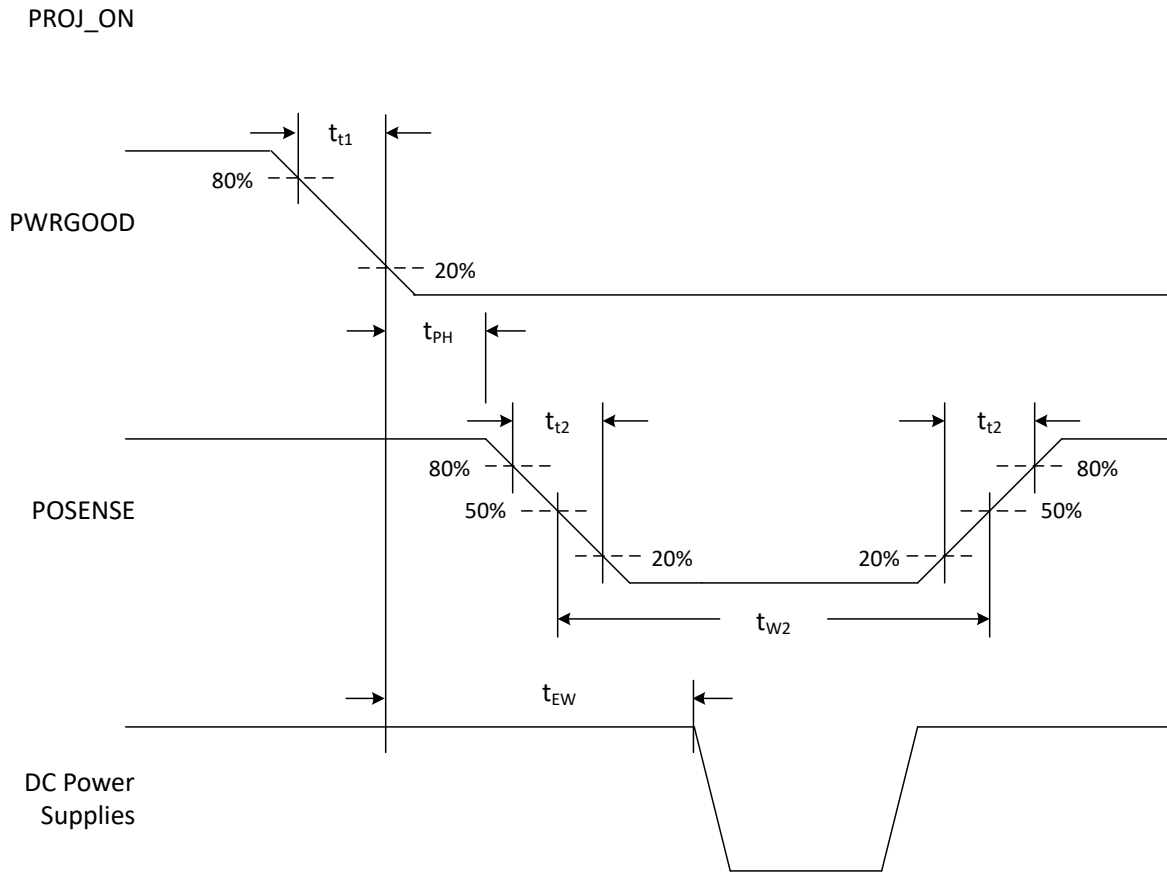 PROJ_ON
t_t1
80%
PWRGOOD
20%
t_PH
t_t2
t_t2
80%
80%
POSENSE
50%
50%
20%
20%
t_W2
t_EW
DC Power
Supplies